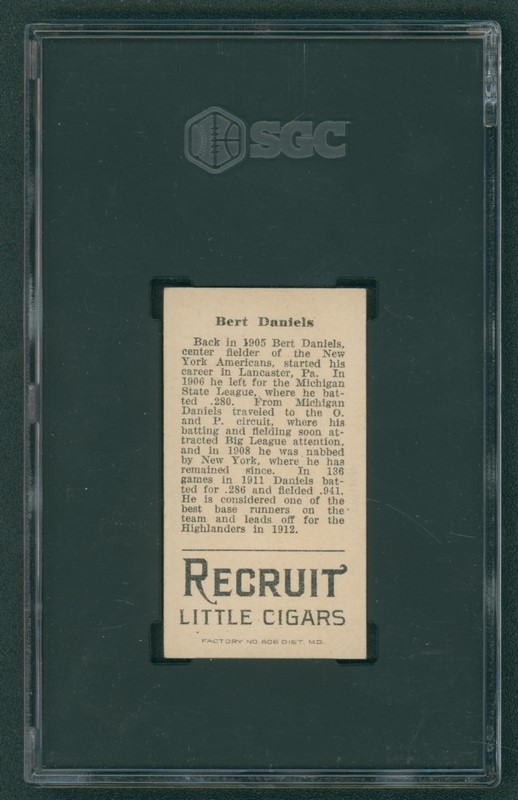 SGC
Bert Daniels
Back in 1905 Bert Daniels,
center fielder of the New
York Americans, started his
career in Lancaster, Pa. In
1906 he left for the Michigan
State League, where he bat-
ted .280. From Michigan
Daniels traveled to the O.
and P. circuit, where his
batting and fielding soon at-
tracted Big League attention,
and in 1908 he was nabbed
by New York, where he has
remained since. In 136
games in 1911 Daniels bat-
ted for .286 and fielded .941.
He is considered one of the
best base runners on the
team and leads off for the
Highlanders in 1912.
RECRUIT
LITTLE CIGARS
FACTORY NO. 606 DIST. MD.